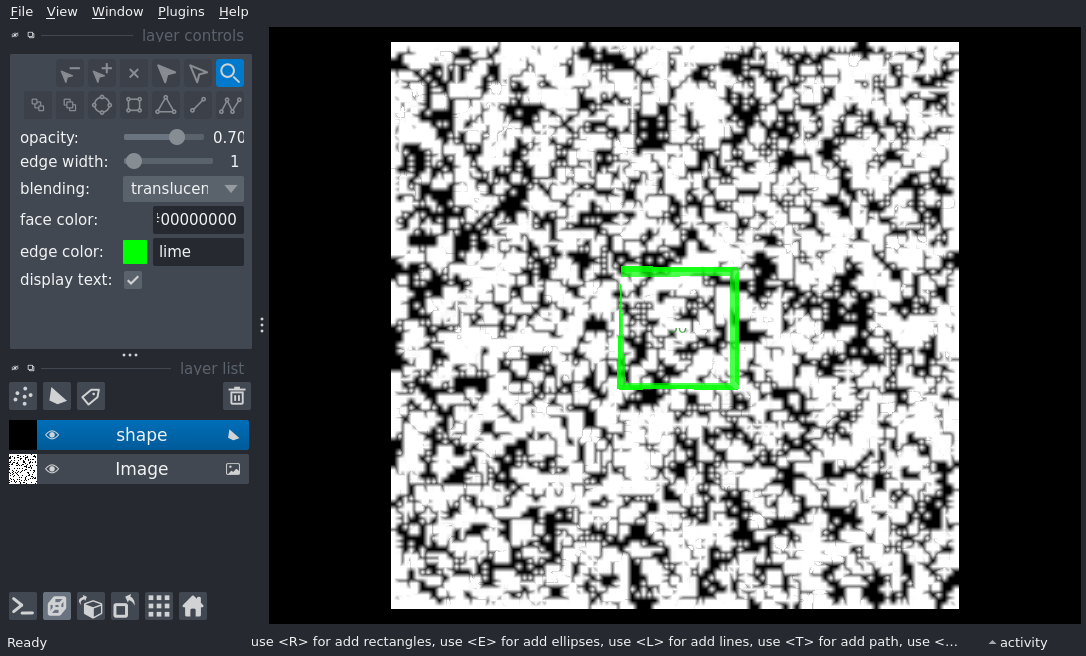 File View Window Plugins Help
layer controls
opacity: 0.70
edge width: 1
blending: translucen
face color: 00000000
edge color: lime
display text:
layer list
shape
Image
Ready use <R> for add rectangles, use <E> for add ellipses, use <L> for add lines, use <T> for add path, use <... activity